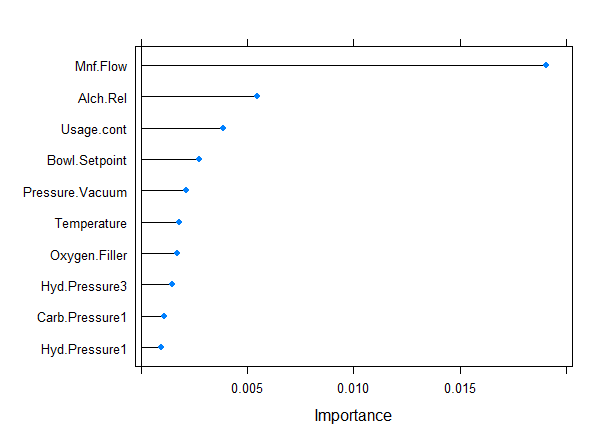 Mnf.Flow
Alch.Rel
Usage.cont
Bowl.Setpoint
Pressure.Vacuum
Temperature
Oxygen.Filler
Hyd.Pressure3
Carb.Pressure1
Hyd.Pressure1
0.005 0.010 0.015
Importance